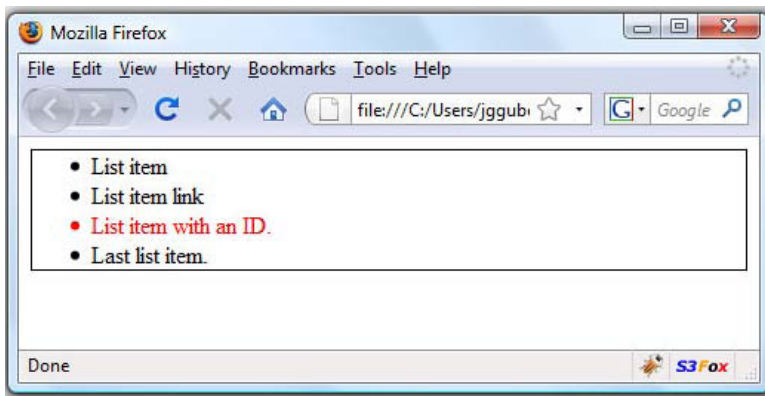 Mozilla Firefox
File Edit View History Bookmarks Tools Help
file:///C:/Users/jggub G Google
List item
List item link
List item with an ID.
Last list item.
Done S3Fox